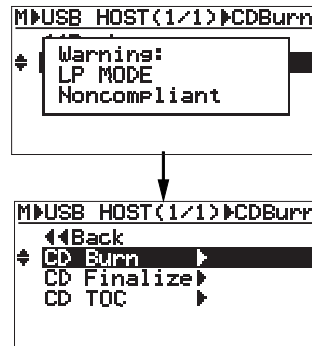 M▶USB HOST(1/1)▶CDBurn
Warning:
LP MODE
Noncompliant
M▶USB HOST(1/1)▶CDBurn
◀◀Back
CD Burn ▶
CD Finalize▶
CD TOC ▶